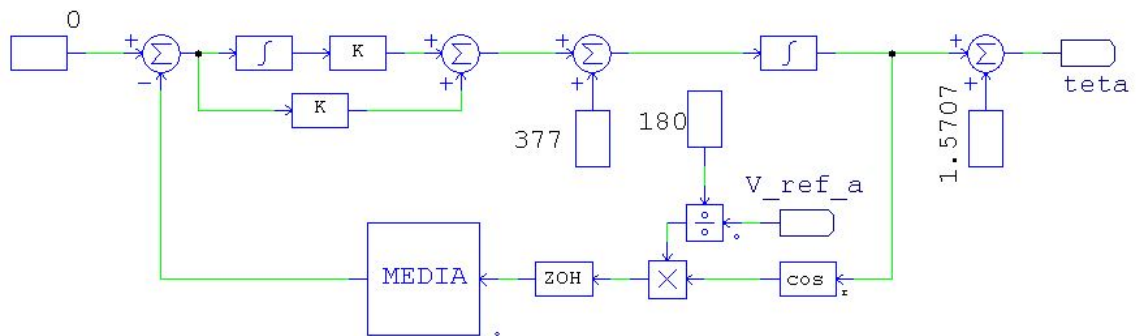 0
+
Σ
-
∫
K
+
Σ
+
K
+
Σ
+
377
180
∫
+
Σ
+
1.5707
teta
V_ref_a
÷
MEDIA
ZOH
×
cos
r